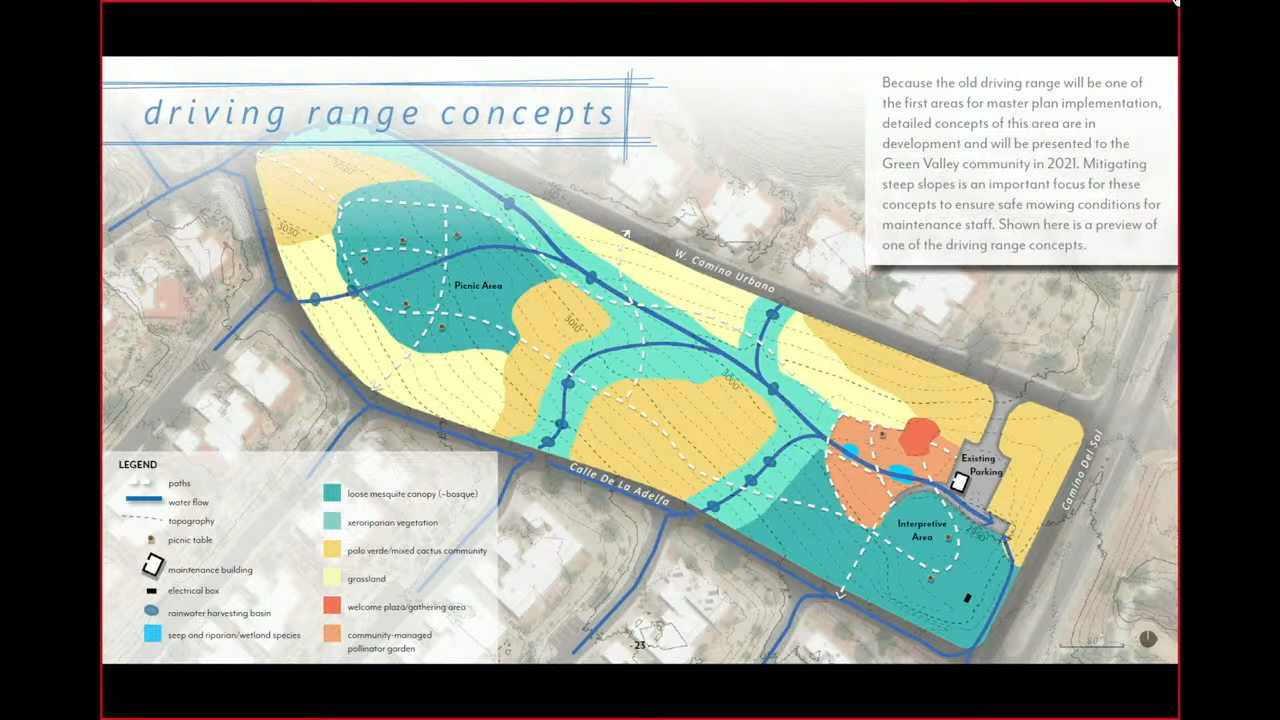 driving range concepts
Because the old driving range will be one of
the first areas for master plan implementation,
detailed concepts of this area are in
development and will be presented to the
Green Valley community in 2021. Mitigating
steep slopes is an important focus for these
concepts to ensure safe mowing conditions for
maintenance staff. Shown here is a preview of
one of the driving range concepts.
3020'
3030'
W. Camino Urbano
Picnic Area
3010'
3000'
Existing
Parking
Camino Del Sol
Calle De La Adelfa
Interpretive
Area
LEGEND
paths
water flow
topography
picnic table
maintenance building
electrical box
rainwater harvesting basin
seep and riparian/wetland species
loose mesquite canopy (~bosque)
xeroriparian vegetation
palo verde/mixed cactus community
grassland
welcome plaza/gathering area
community-managed
pollinator garden
- 23